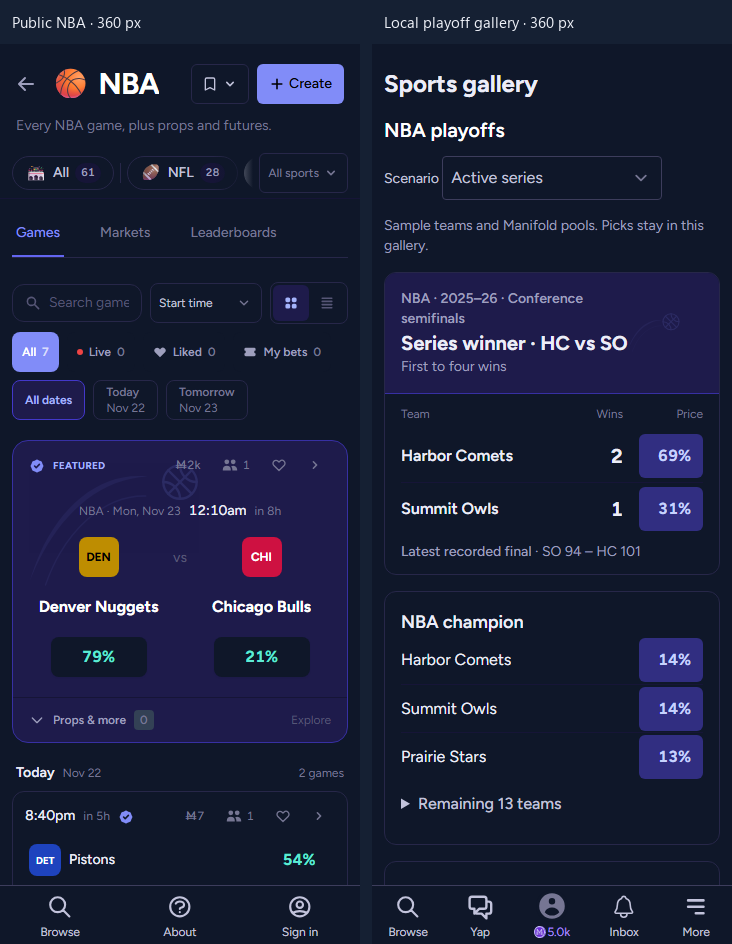 Public NBA · 360 px
NBA
Create
Every NBA game, plus props and futures.
All 61
NFL 28
All sports
Games Markets Leaderboards
Search game
Start time
All 7
Live 0
Liked 0
My bets 0
All dates
Today
Nov 22
Tomorrow
Nov 23
FEATURED
Ṁ2k
1
NBA · Mon, Nov 23 12:10am in 8h
DEN
vs
CHI
Denver Nuggets
Chicago Bulls
79%
21%
Props & more 0
Explore
Today Nov 22
2 games
8:40pm in 5h
Ṁ7
1
DET Pistons 54%
Browse
About
Sign in
Local playoff gallery · 360 px
Sports gallery
NBA playoffs
Scenario Active series
Sample teams and Manifold pools. Picks stay in this
gallery.
NBA · 2025–26 · Conference
semifinals
Series winner · HC vs SO
First to four wins
Team Wins Price
Harbor Comets 2 69%
Summit Owls 1 31%
Latest recorded final · SO 94 – HC 101
NBA champion
Harbor Comets 14%
Summit Owls 14%
Prairie Stars 13%
Remaining 13 teams
Browse
Yap
5.0k
Inbox
More